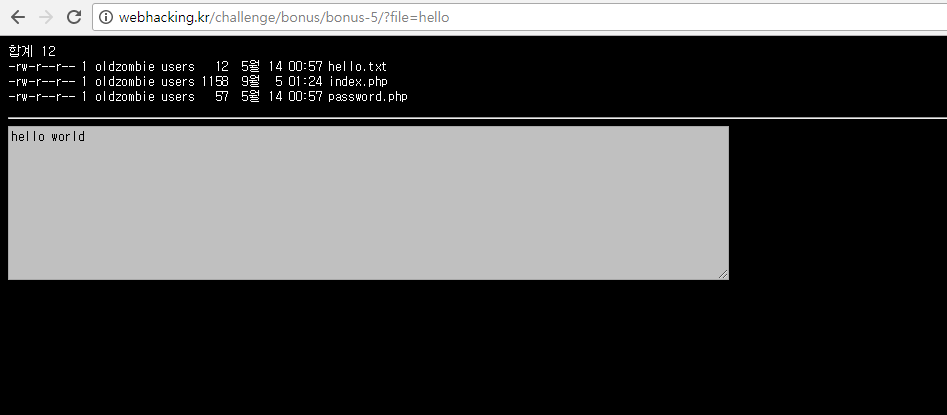 webhacking.kr/challenge/bonus/bonus-5/?file=hello
합계 12
-rw-r--r-- 1 oldzombie users 12 5월 14 00:57 hello.txt
-rw-r--r-- 1 oldzombie users 1158 9월 5 01:24 index.php
-rw-r--r-- 1 oldzombie users 57 5월 14 00:57 password.php
hello world